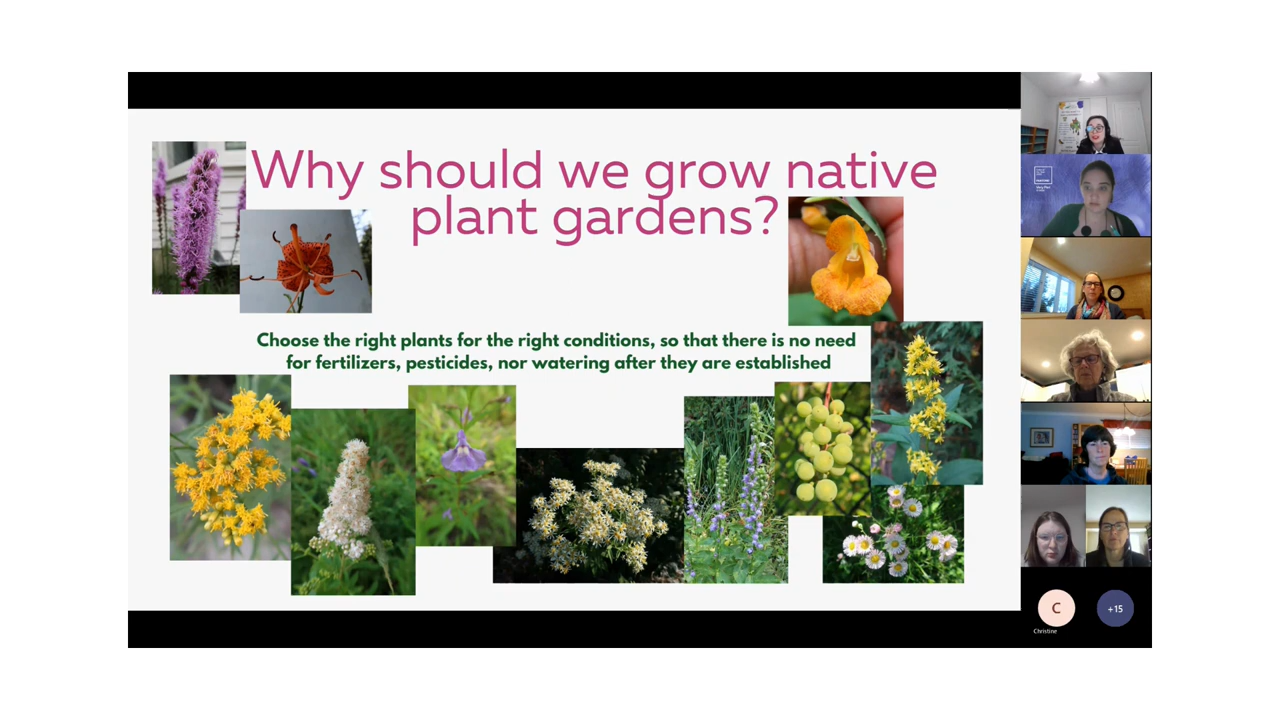 Why should we grow native
plant gardens?
Choose the right plants for the right conditions, so that there is no need
for fertilizers, pesticides, nor watering after they are established
C
+15
Christine